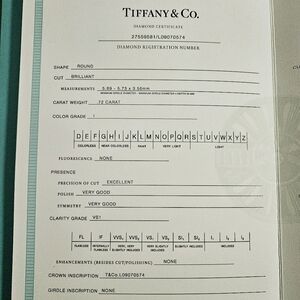 TIFFANY & CO.
DIAMOND CERTIFICATE
27556581/L09070574
DIAMOND REGISTRATION NUMBER
SHAPE ROUND
CUT BRILLIANT
MEASUREMENTS 5.69 - 5.75 x 3.56mm
CARAT WEIGHT .72 CARAT
COLOR GRADE I
D E F G H I J K L M N O P Q R S T U V W X Y Z
COLORLESS NEAR COLORLESS FAINT VERY LIGHT LIGHT
FLUORESCENCE NONE
PRESENCE
PRECISION OF CUT EXCELLENT
POLISH VERY GOOD
SYMMETRY VERY GOOD
CLARITY GRADE VS1
FL IF VVS₁ VVS₂ VS₁ VS₂ SI₁ SI₂ I₁ I₂ I₃
FLAWLESS INTERNALLY FLAWLESS VERY, VERY SLIGHTLY INCLUDED VERY SLIGHTLY INCLUDED SLIGHTLY INCLUDED INCLUDED
ENHANCEMENTS (BESIDES CUT/POLISHING) NONE
CROWN INSCRIPTION T&Co.L09070574
GIRDLE INSCRIPTION NONE